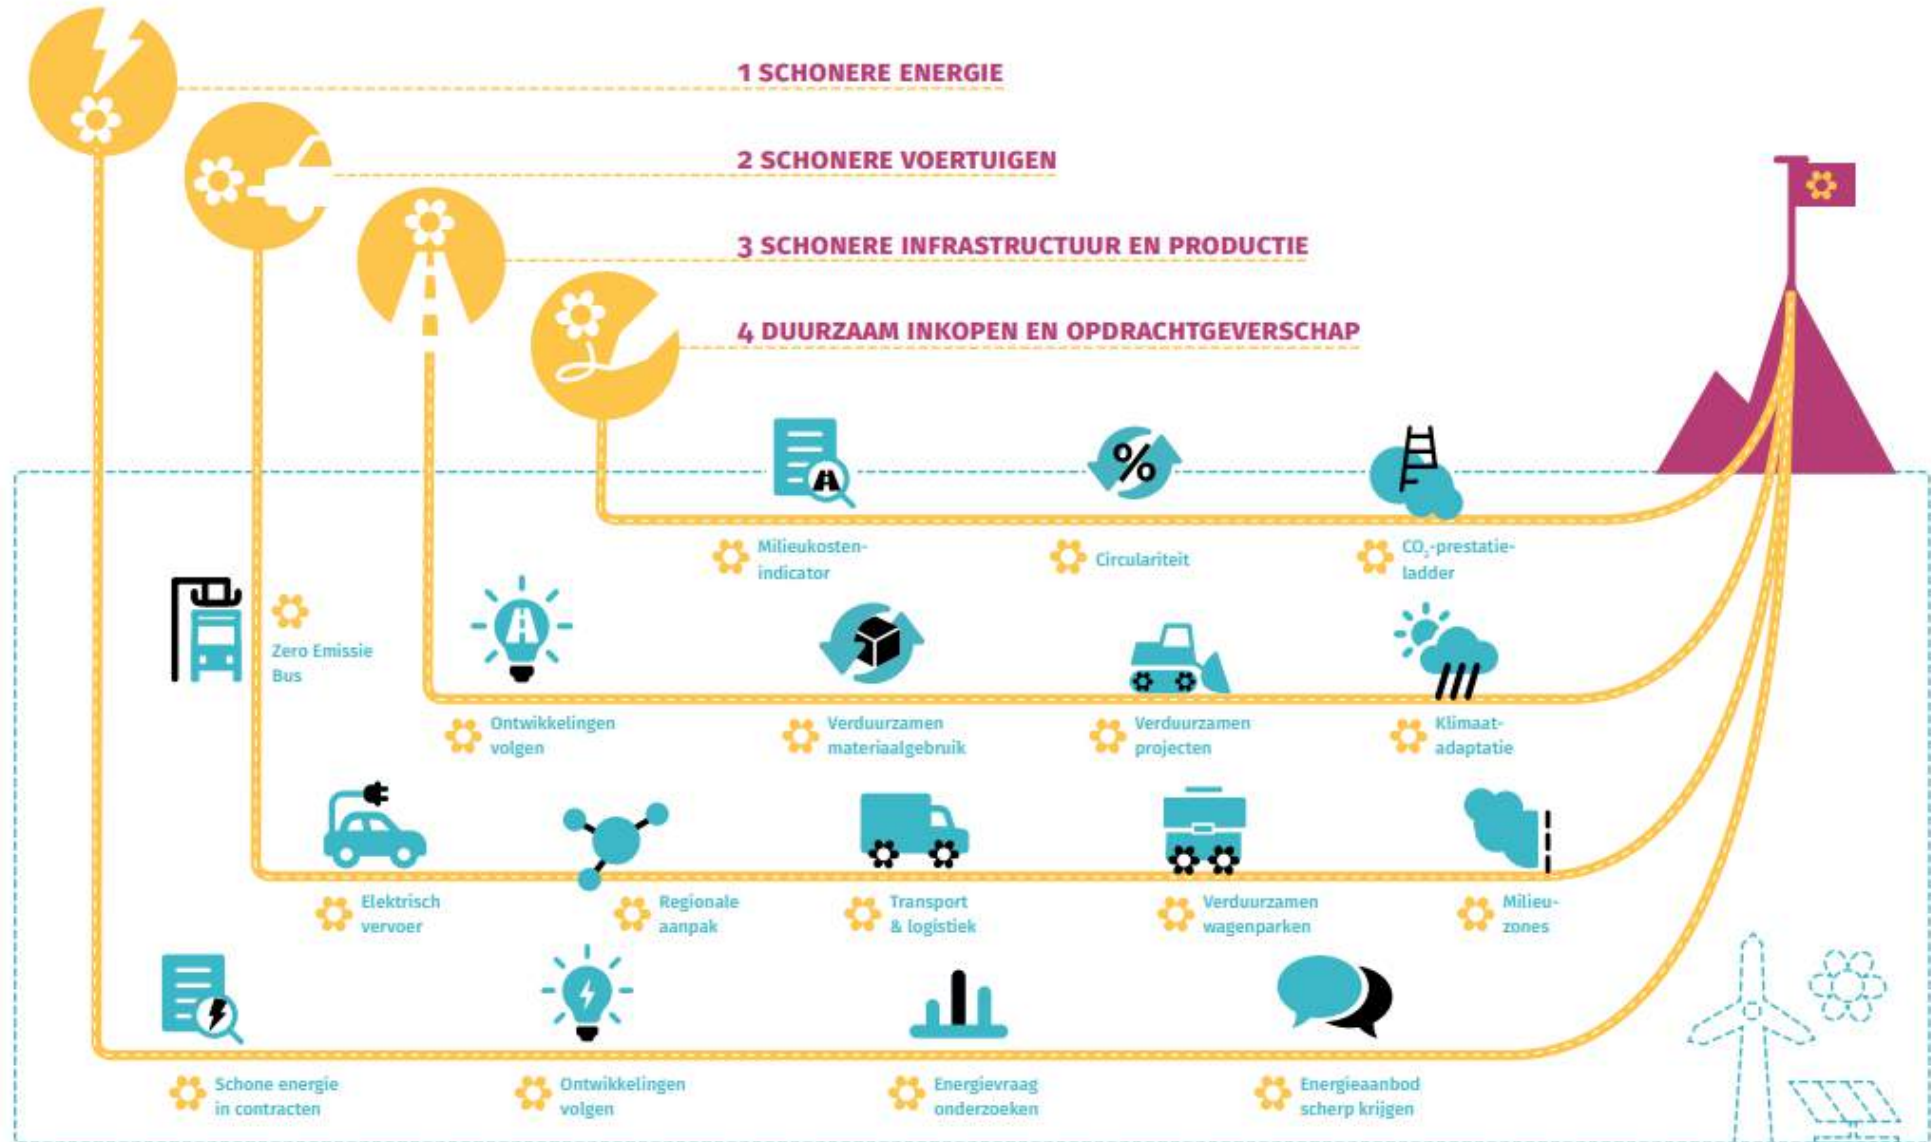 1 SCHONERE ENERGIE
2 SCHONERE VOERTUIGEN
3 SCHONERE INFRASTRUCTUUR EN PRODUCTIE
4 DUURZAAM INKOPEN EN OPDRACHTGEVERSCHAP
%
Milieukosten-
indicator
Circulariteit
CO₂-prestatie-
ladder
Zero Emissie
Bus
Ontwikkelingen
volgen
Verduurzamen
materiaalgebruik
Verduurzamen
projecten
Klimaat-
adaptatie
Elektrisch
vervoer
Regionale
aanpak
Transport
& logistiek
Verduurzamen
wagenparken
Milieu-
zones
Schone energie
in contracten
Ontwikkelingen
volgen
Energievraag
onderzoeken
Energieaanbod
scherp krijgen